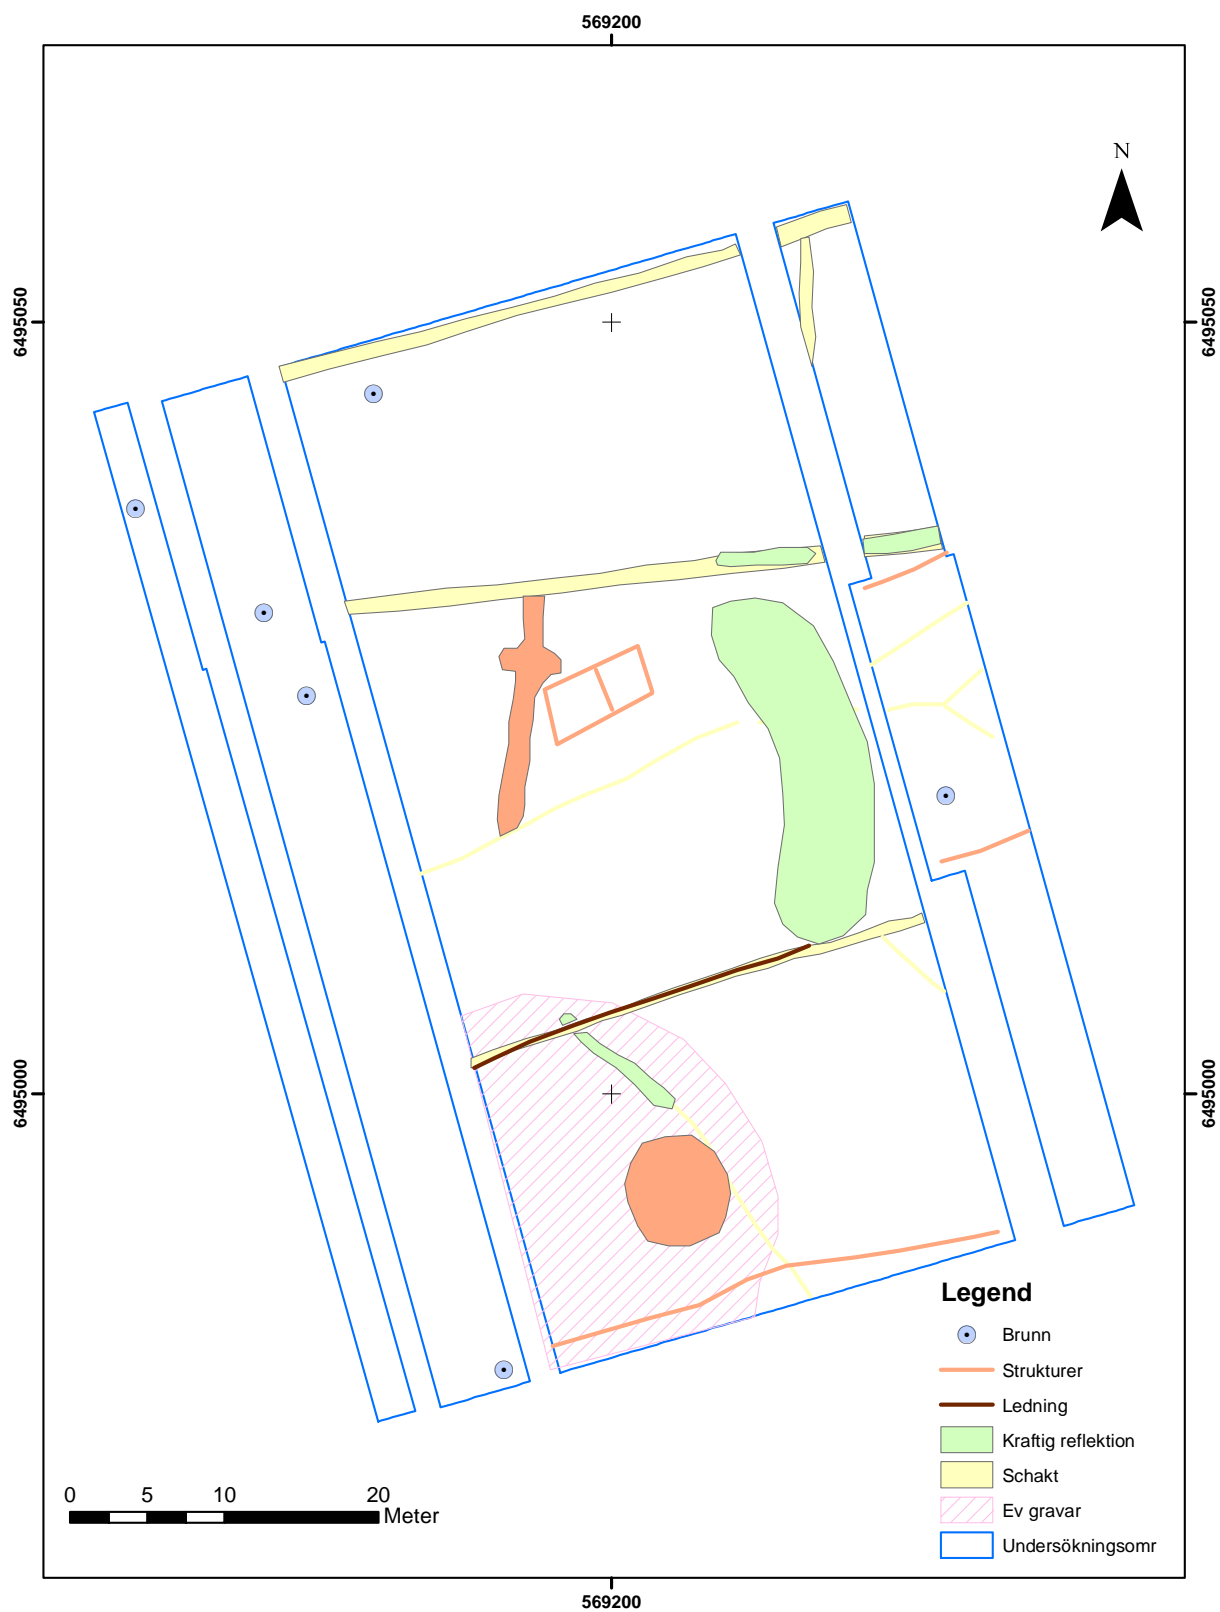 569200
N
6495050
6495050
6495000
6495000
Legend
Brunn
Strukturer
Ledning
Kraftig reflektion
Schakt
Ev gravar
Undersökningsomr
0 5 10 20
Meter
569200